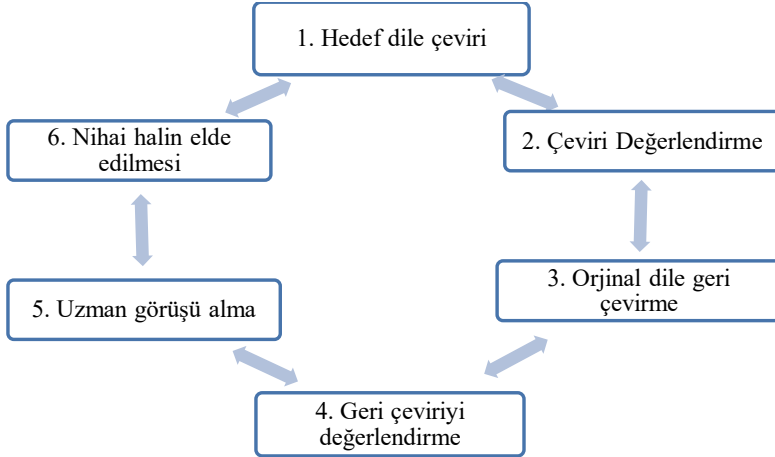 1. Hedef dile çeviri
2. Çeviri Değerlendirme
3. Orjinal dile geri
çevirme
4. Geri çeviriyi
değerlendirme
5. Uzman görüşü alma
6. Nihai halin elde
edilmesi